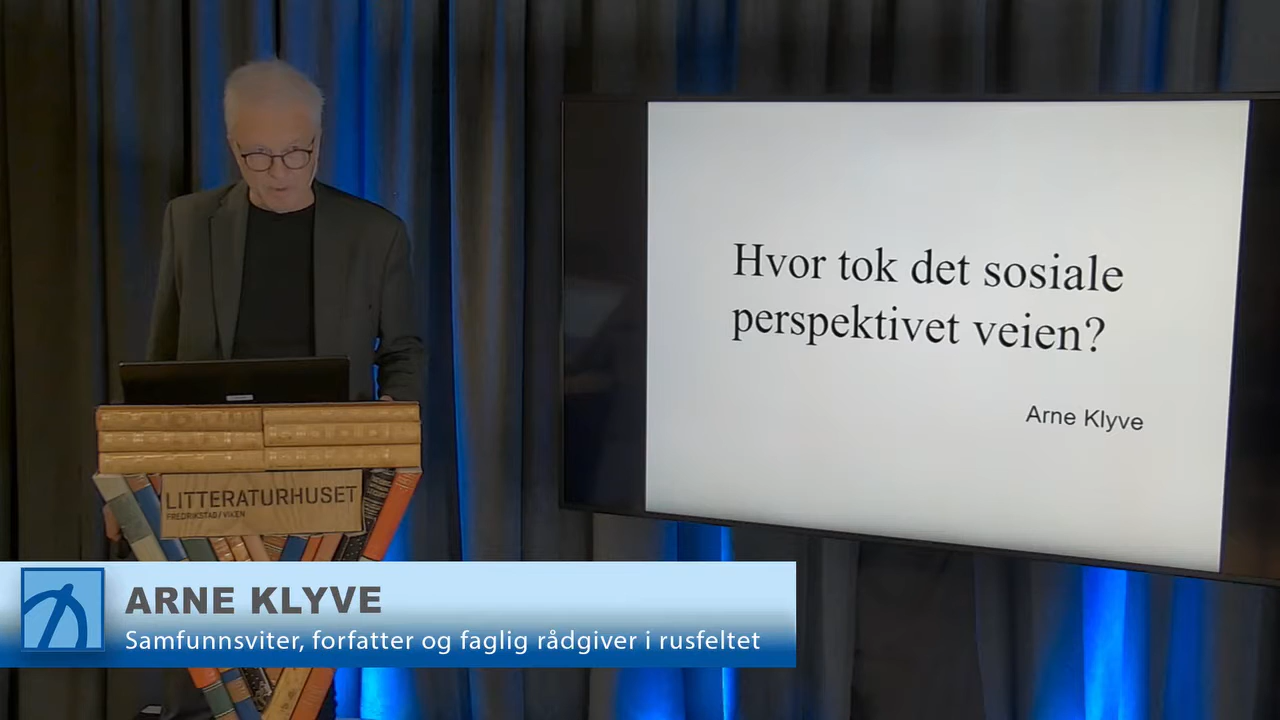 Hvor tok det sosiale
perspektivet veien?
Arne Klyve
LITTERATURHUSET
FREDRIKSTAD/VIKEN
ARNE KLYVE
Samfunnsviter, forfatter og faglig rådgiver i rusfeltet